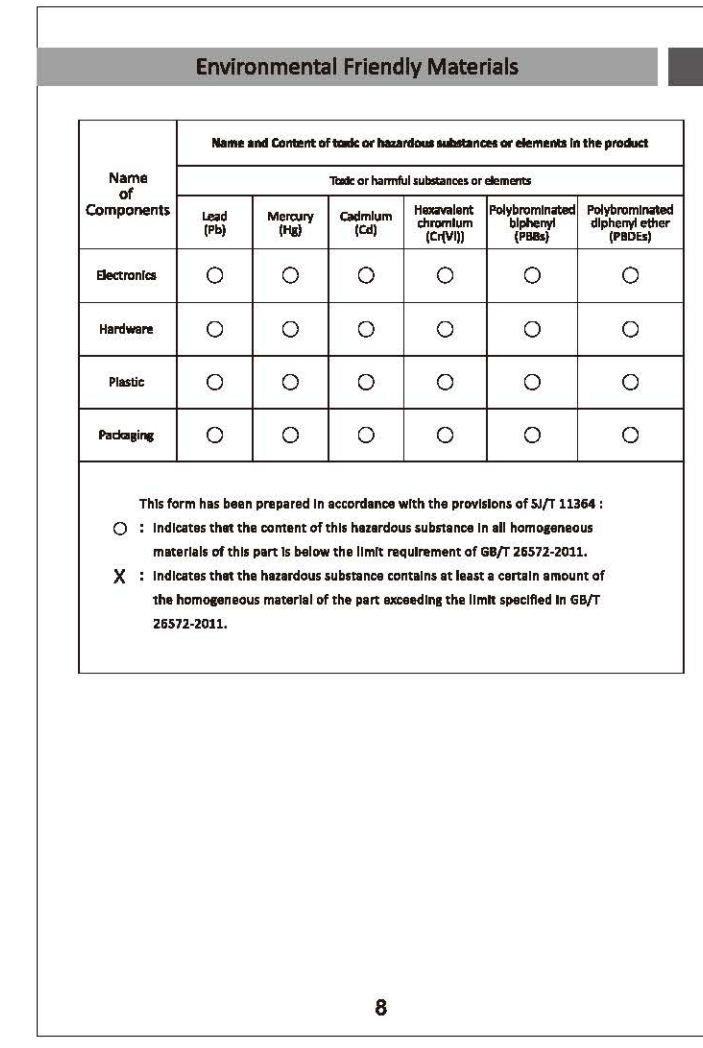 Environmental Friendly Materials
Name and Content of toxic or hazardous substances or elements in the product
Name
of
Components
Toxic or harmful substances or elements
Lead
(Pb)
Mercury
(Hg)
Cadmium
(Cd)
Hexavalent
chromium
(Cr(VI))
Polybrominated
biphenyl
(PBBs)
Polybrominated
diphenyl ether
(PBDEs)
Electronics ○ ○ ○ ○ ○ ○
Hardware ○ ○ ○ ○ ○ ○
Plastic ○ ○ ○ ○ ○ ○
Packaging ○ ○ ○ ○ ○ ○
This form has been prepared in accordance with the provisions of SJ/T 11364 :
○ : Indicates that the content of this hazardous substance in all homogeneous
materials of this part is below the limit requirement of GB/T 26572-2011.
X : Indicates that the hazardous substance contains at least a certain amount of
the homogeneous material of the part exceeding the limit specified in GB/T
26572-2011.
8